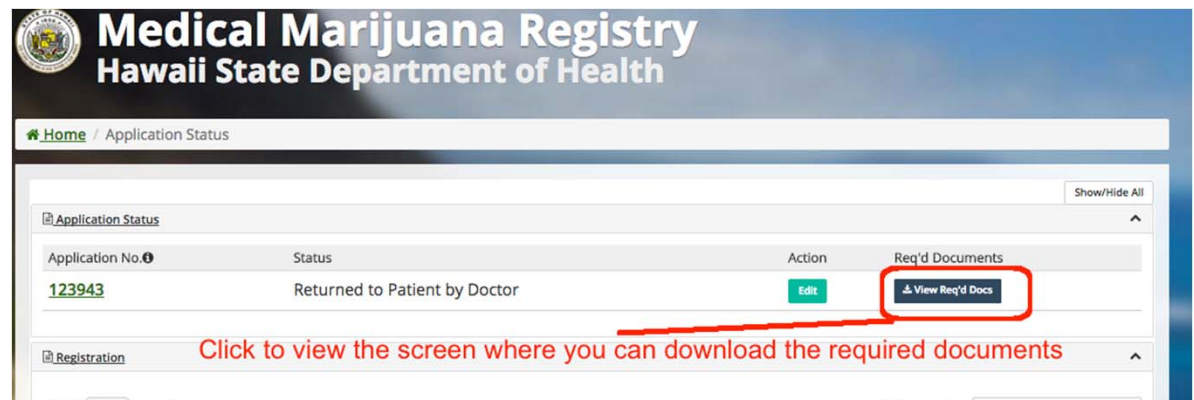 Medical Marijuana Registry
Hawaii State Department of Health
Home / Application Status
Show/Hide All
Application Status
Application No. Status Action Req'd Documents
123943 Returned to Patient by Doctor Edit View Req'd Docs
Click to view the screen where you can download the required documents
Registration